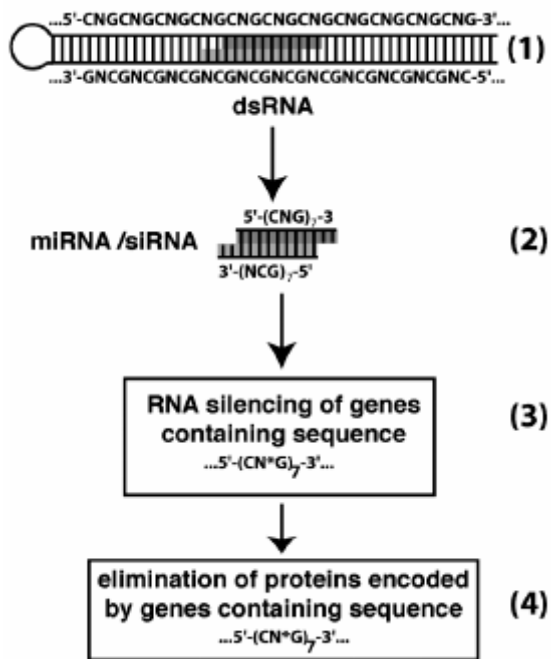 ...5'-CNGCNGCNGCNGCNGCNGCNGCNGCNGCNGCNGCNGCNG-3'...
(1)
...3'-GNCGNCGNCGNCGNCGNCGNCGNCGNCGNCGNCGNCGNC-5'...
dsRNA
5'-(CNG)₇-3
miRNA /siRNA
(2)
3'-(NCG)₇-5'
RNA silencing of genes
containing sequence
(3)
...5'-(CN*G)₇-3'...
elimination of proteins encoded
by genes containing sequence
(4)
...5'-(CN*G)₇-3'...